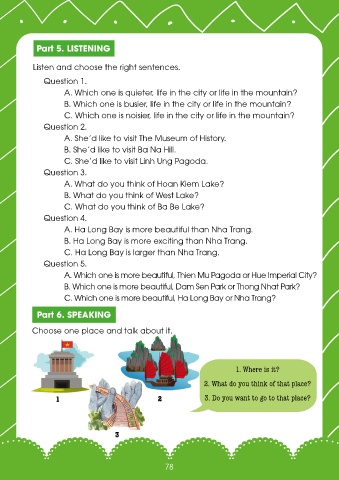 Part 5. LISTENING
Listen and choose the right sentences.
Question 1.
A. Which one is quieter, life in the city or life in the mountain?
B. Which one is busier, life in the city or life in the mountain?
C. Which one is noisier, life in the city or life in the mountain?
Question 2.
A. She'd like to visit The Museum of History.
B. She'd like to visit Ba Na Hill.
C. She'd like to visit Linh Ung Pagoda.
Question 3.
A. What do you think of Hoan Kiem Lake?
B. What do you think of West Lake?
C. What do you think of Ba Be Lake?
Question 4.
A. Ha Long Bay is more beautiful than Nha Trang.
B. Ha Long Bay is more exciting than Nha Trang.
C. Ha Long Bay is larger than Nha Trang.
Question 5.
A. Which one is more beautiful, Thien Mu Pagoda or Hue Imperial City?
B. Which one is more beautiful, Dam Sen Park or Thong Nhat Park?
C. Which one is more beautiful, Ha Long Bay or Nha Trang?
Part 6. SPEAKING
Choose one place and talk about it.
1. Where is it?
2. What do you think of that place?
3. Do you want to go to that place?
1
2
3
78